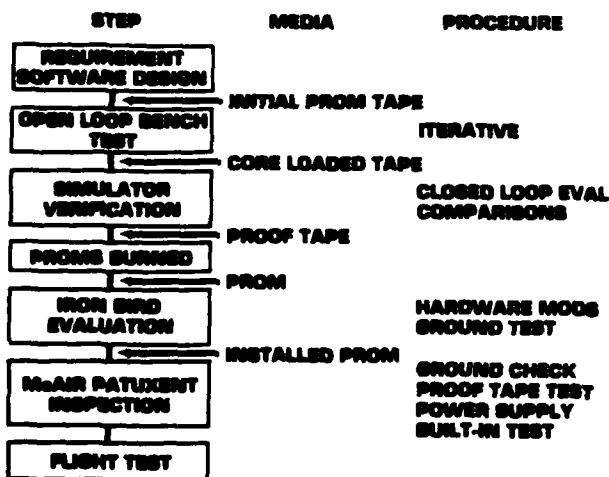 STEP MEDIA PROCEDURE
REQUIREMENT
SOFTWARE DESIGN
INITIAL PROM TAPE
OPEN LOOP BENCH
TEST
ITERATIVE
CORE LOADED TAPE
SIMULATOR
VERIFICATION
CLOSED LOOP EVAL
COMPARISONS
PROOF TAPE
PROMS BURNED
PROM
IRON BIRD
EVALUATION
HARDWARE MODS
GROUND TEST
INSTALLED PROM
McAIR PATUXENT
INSPECTION
GROUND CHECK
PROOF TAPE TEST
POWER SUPPLY
BUILT-IN TEST
FLIGHT TEST